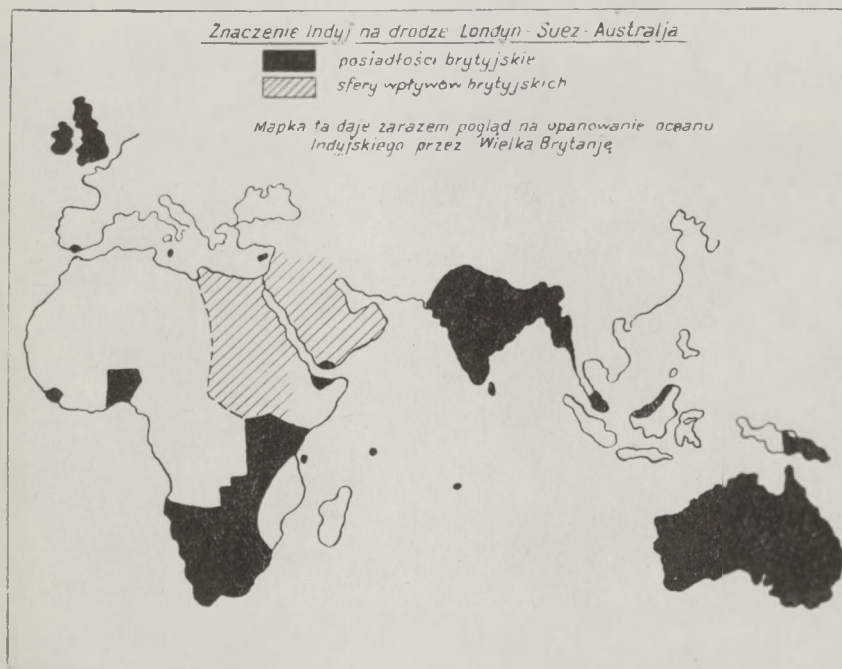 Znaczenie Indyj na drodze Londyn - Suez - Australja
posiadłości brytyjskie
sfery wpływów brytyjskich
Mapka ta daje zarazem pogląd na opanowanie oceanu
Indyjskiego przez Wielka Brytanję